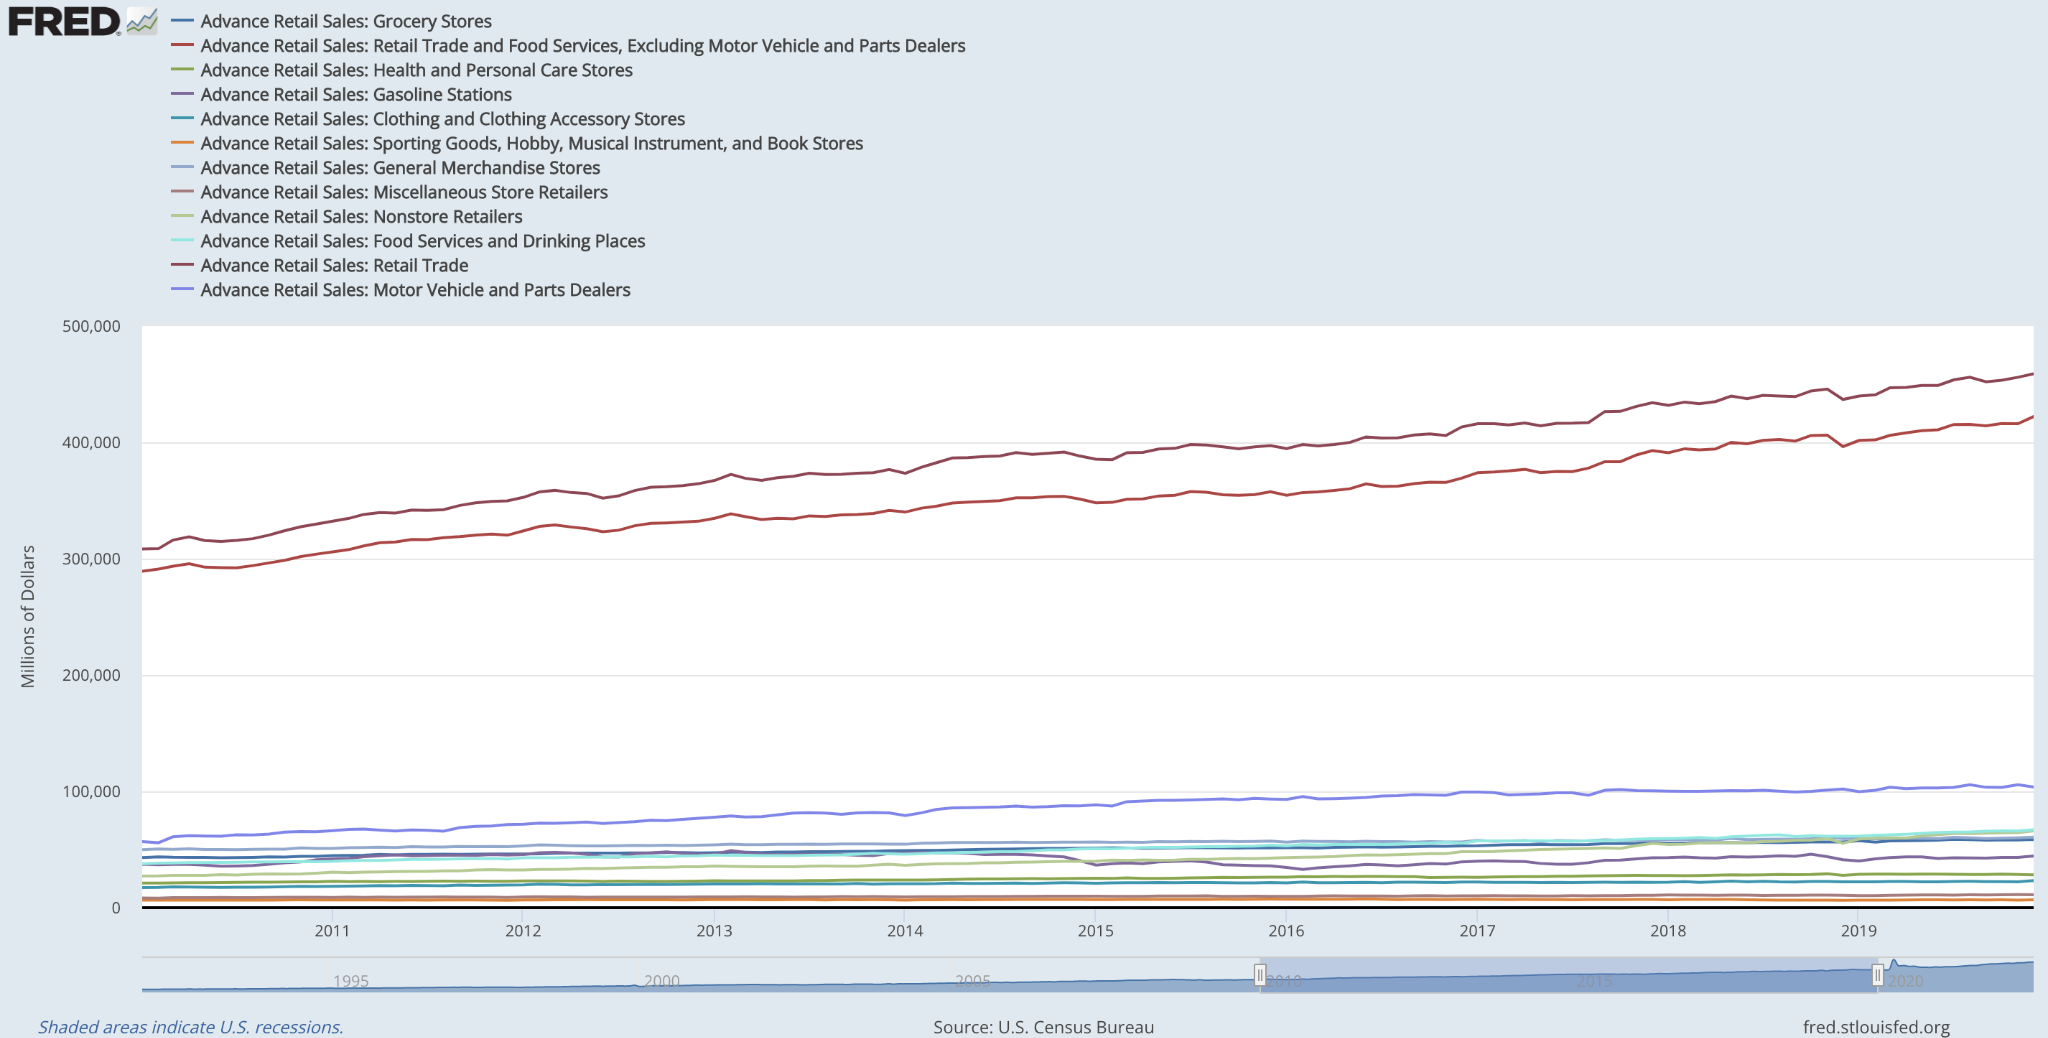 FRED
Advance Retail Sales: Grocery Stores
Advance Retail Sales: Retail Trade and Food Services, Excluding Motor Vehicle and Parts Dealers
Advance Retail Sales: Health and Personal Care Stores
Advance Retail Sales: Gasoline Stations
Advance Retail Sales: Clothing and Clothing Accessory Stores
Advance Retail Sales: Sporting Goods, Hobby, Musical Instrument, and Book Stores
Advance Retail Sales: General Merchandise Stores
Advance Retail Sales: Miscellaneous Store Retailers
Advance Retail Sales: Nonstore Retailers
Advance Retail Sales: Food Services and Drinking Places
Advance Retail Sales: Retail Trade
Advance Retail Sales: Motor Vehicle and Parts Dealers
Millions of Dollars
500,000
400,000
300,000
200,000
100,000
0
2011 2012 2013 2014 2015 2016 2017 2018 2019
1995 2000 2005 2010 2015 2020
Shaded areas indicate U.S. recessions. Source: U.S. Census Bureau fred.stlouisfed.org